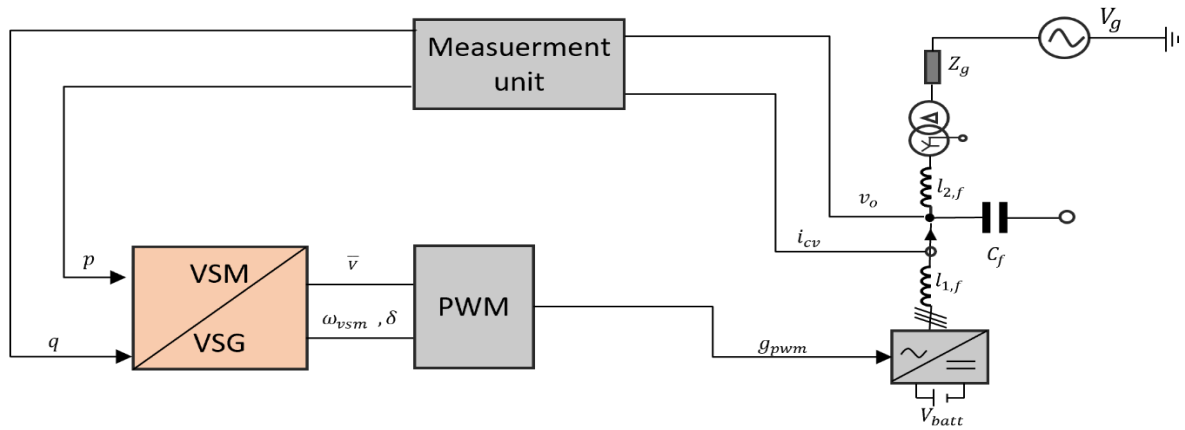 V_g
Measuerment
unit
Z_g
Δ
Y
l_{2,f}
v_o
i_{cv}
C_f
p
VSM
V̅
PWM
l_{1,f}
ω_{vsm} , δ
VSG
q
g_{pwm}
V_{batt}